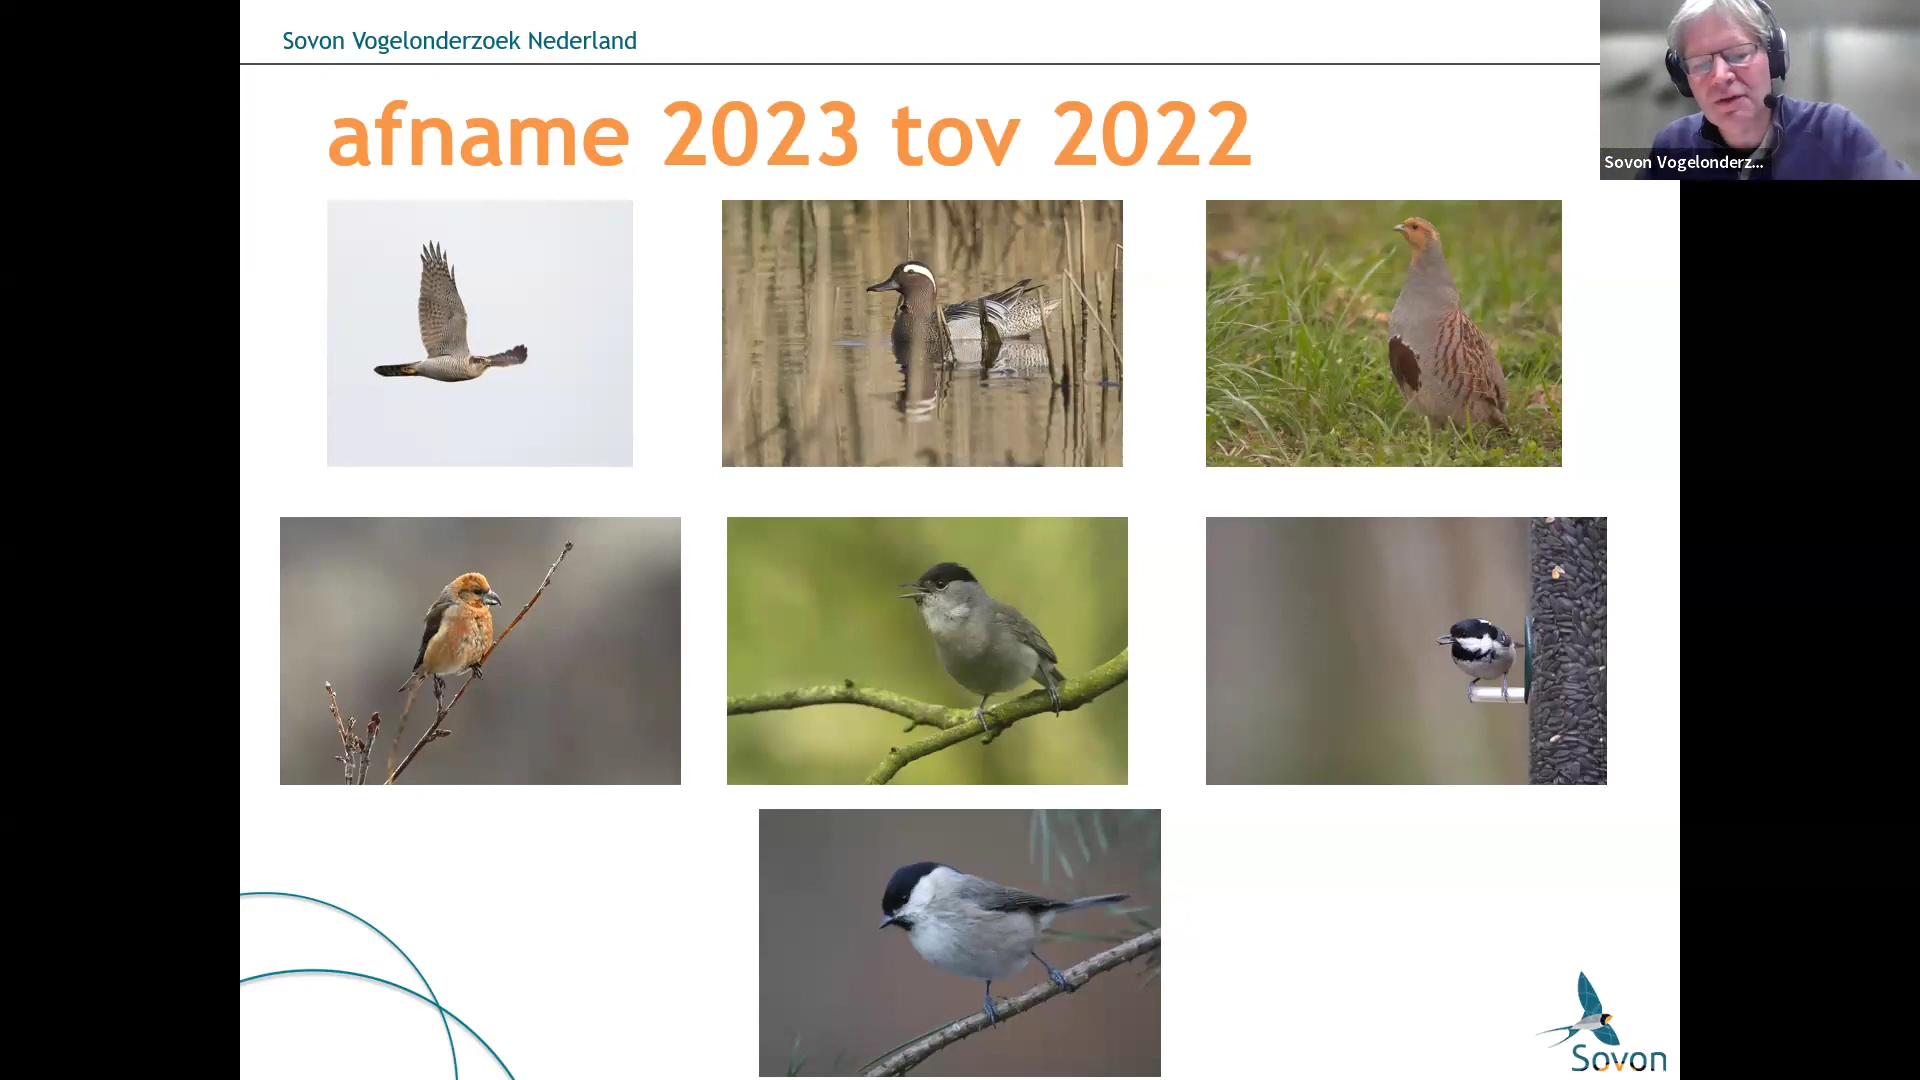 Sovon Vogelonderzoek Nederland
afname 2023 tov 2022
Sovon Vogelonderz...
Sovon